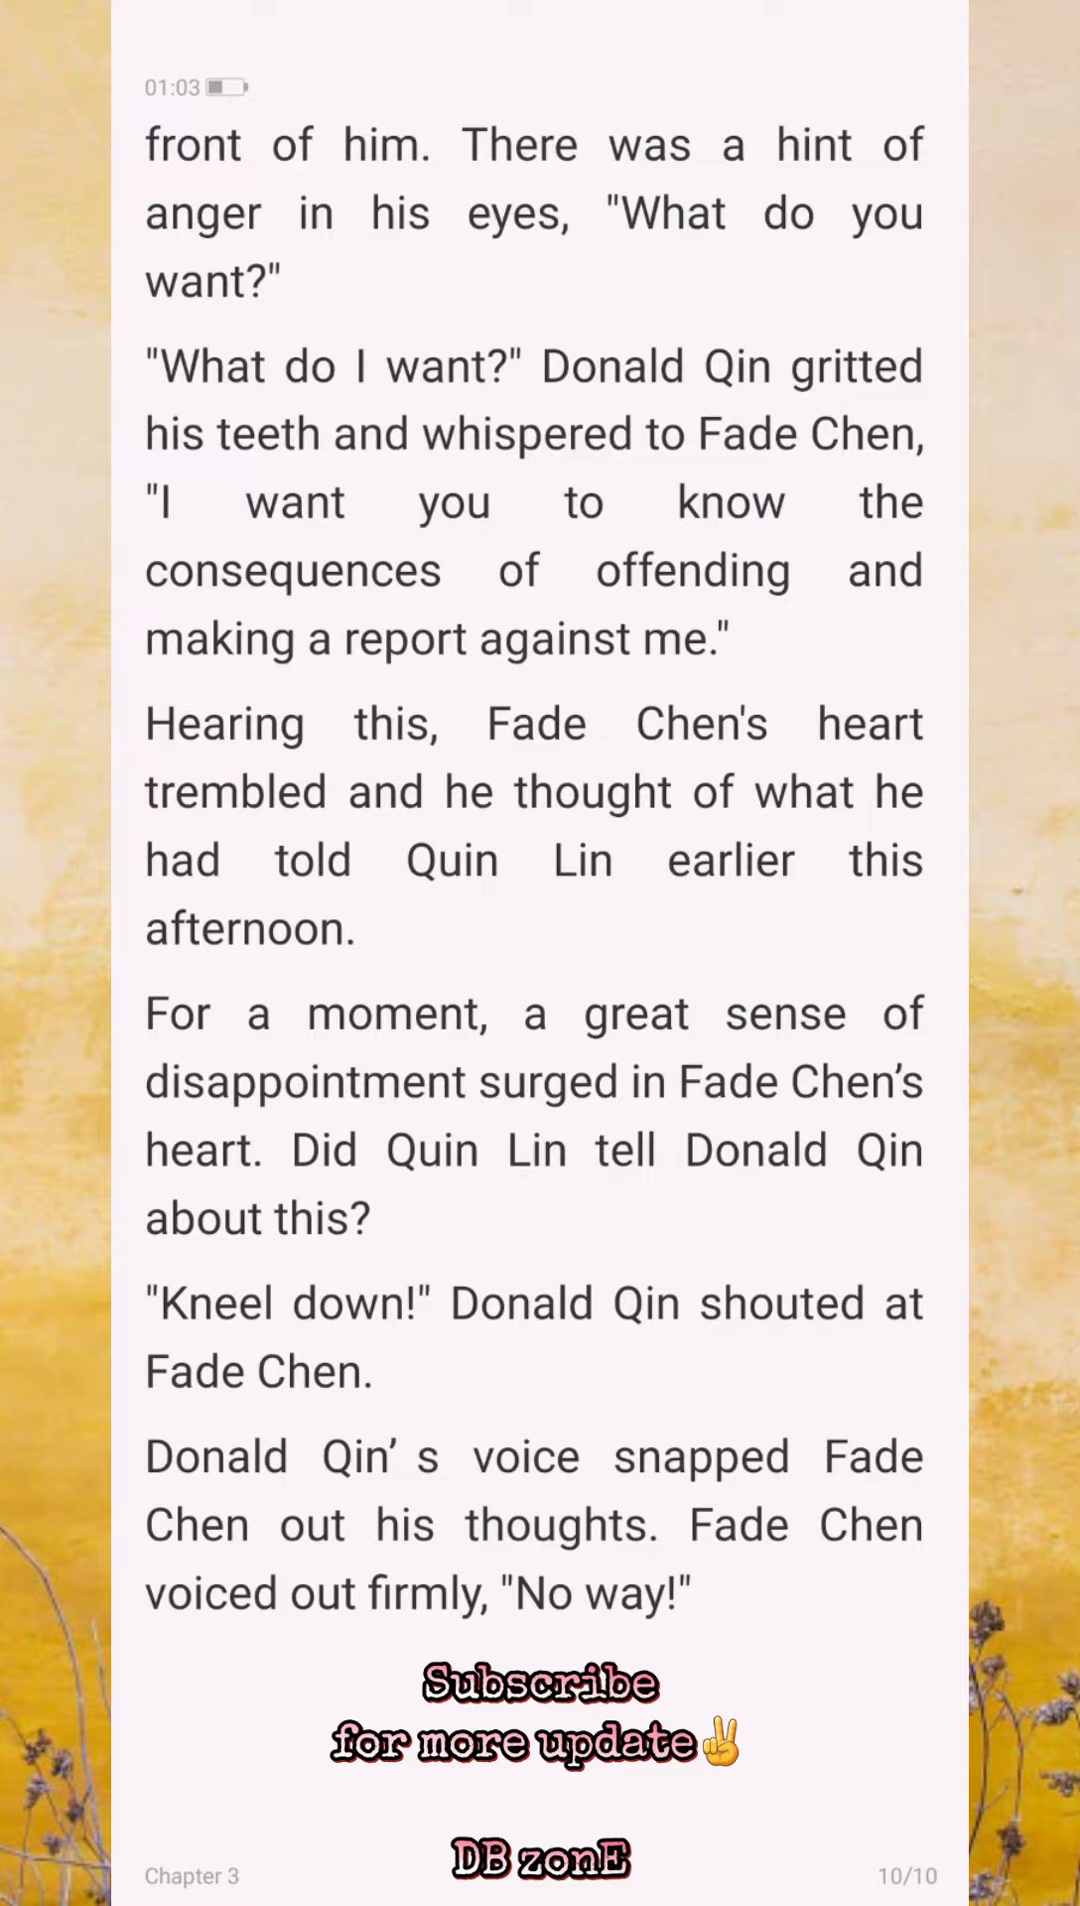 01:03
front of him. There was a hint of
anger in his eyes, "What do you
want?"
"What do I want?" Donald Qin gritted
his teeth and whispered to Fade Chen,
"I want you to know the
consequences of offending and
making a report against me."
Hearing this, Fade Chen's heart
trembled and he thought of what he
had told Quin Lin earlier this
afternoon.
For a moment, a great sense of
disappointment surged in Fade Chen’s
heart. Did Quin Lin tell Donald Qin
about this?
"Kneel down!" Donald Qin shouted at
Fade Chen.
Donald Qin’ s voice snapped Fade
Chen out his thoughts. Fade Chen
voiced out firmly, "No way!"
Subscribe
for more update✌️
DB zonE
Chapter 3 10/10